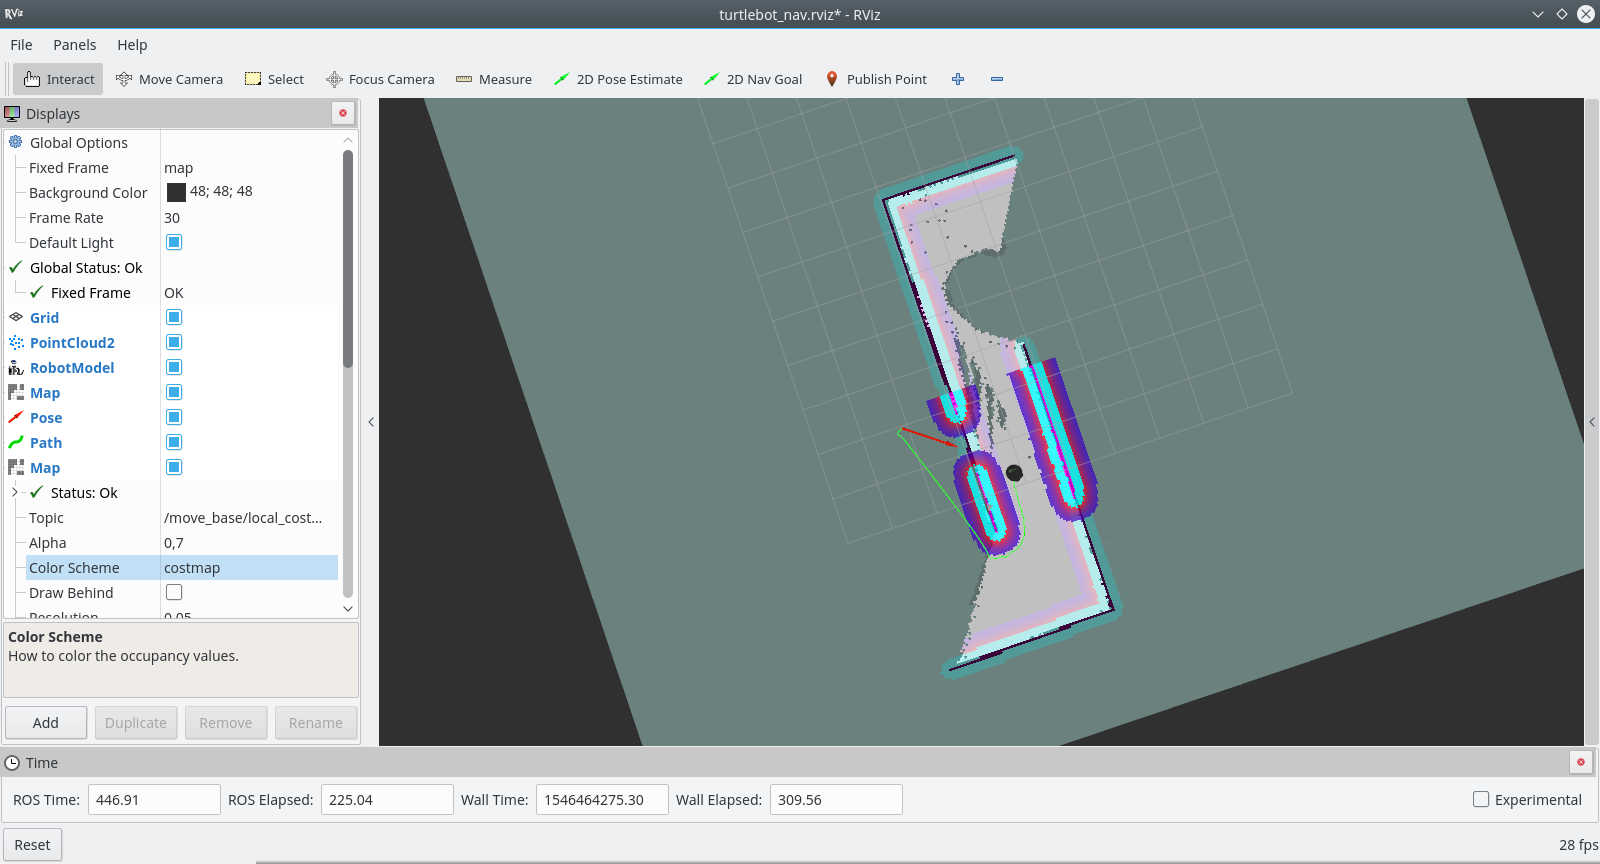 RViz
turtlebot_nav.rviz* - RViz
File Panels Help
Interact Move Camera Select Focus Camera Measure 2D Pose Estimate 2D Nav Goal Publish Point
Displays
Global Options
Fixed Frame map
Background Color 48; 48; 48
Frame Rate 30
Default Light
Global Status: Ok
Fixed Frame OK
Grid
PointCloud2
RobotModel
Map
Pose
Path
Map
Status: Ok
Topic /move_base/local_cost...
Alpha 0,7
Color Scheme costmap
Draw Behind
Resolution 0.05
Color Scheme
How to color the occupancy values.
Add Duplicate Remove Rename
Time
ROS Time: 446.91 ROS Elapsed: 225.04 Wall Time: 1546464275.30 Wall Elapsed: 309.56 Experimental
Reset 28 fps